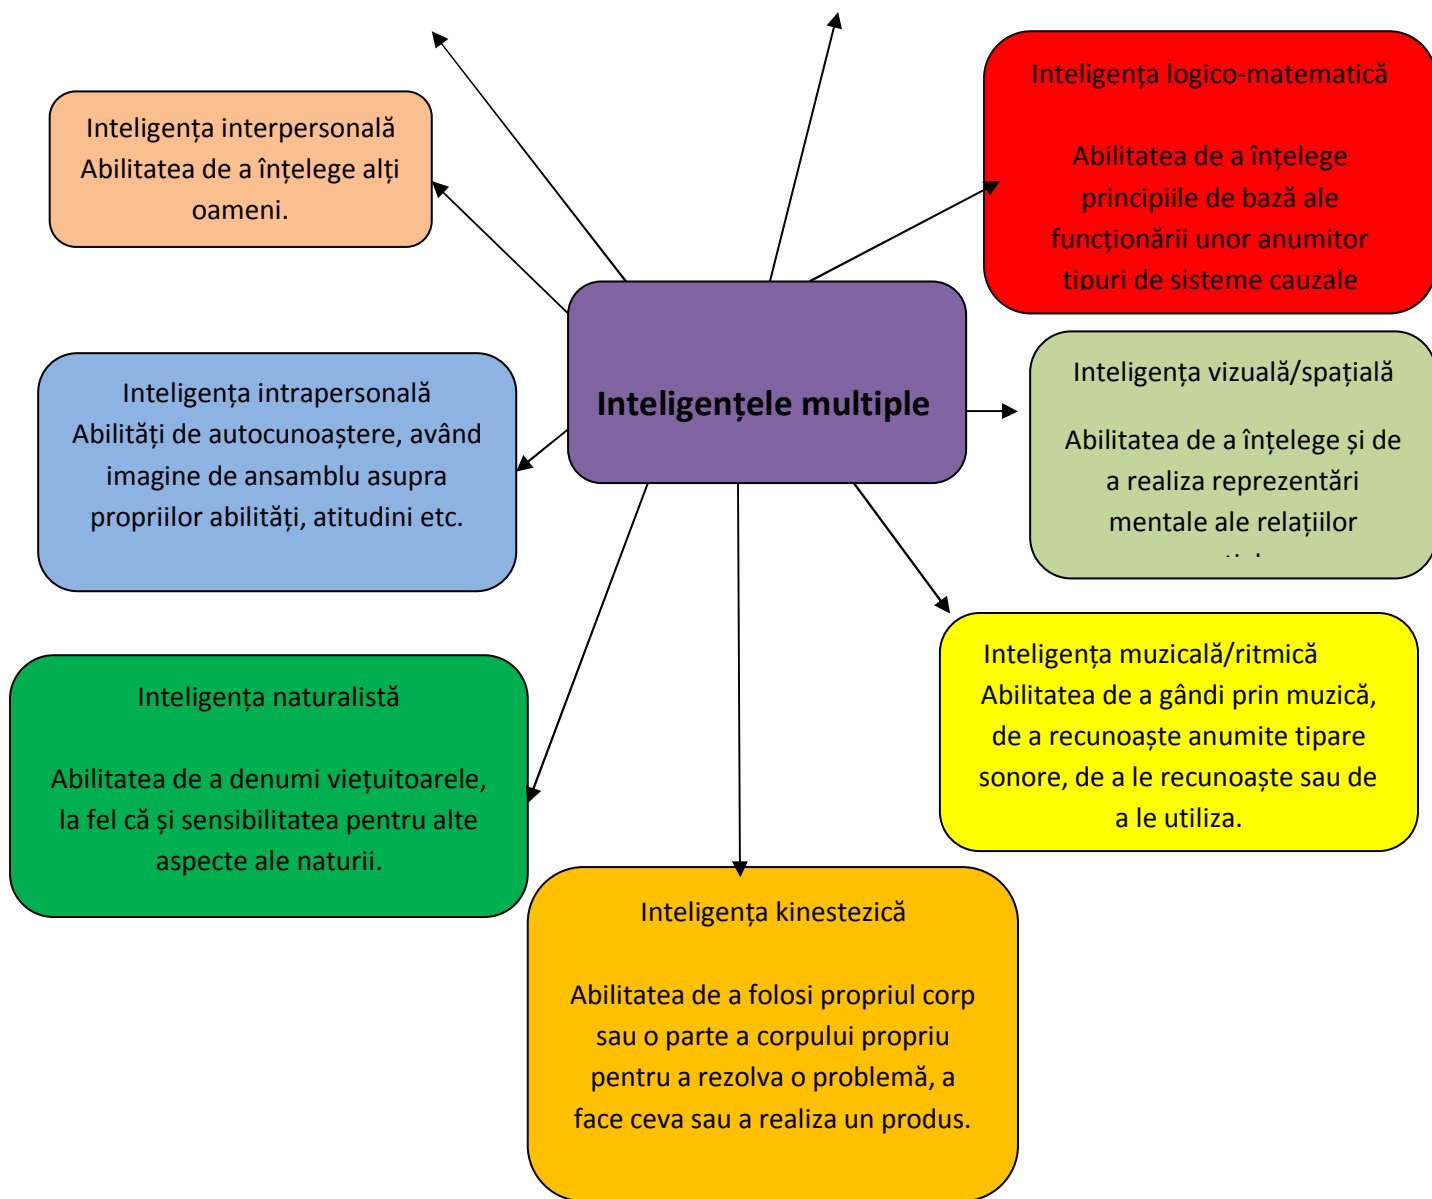 Inteligența logico-matematică
Abilitatea de a înțelege
principiile de bază ale
funcționării unor anumitor
tipuri de sisteme cauzale
Inteligența interpersonală
Abilitatea de a înțelege alți
oameni.
Inteligențele multiple
Inteligența vizuală/spațială
Abilitatea de a înțelege și de
a realiza reprezentări
mentale ale relațiilor
Inteligența intrapersonală
Abilități de autocunoaștere, având
imagine de ansamblu asupra
propriilor abilități, atitudini etc.
Inteligența muzicală/ritmică
Abilitatea de a gândi prin muzică,
de a recunoaște anumite tipare
sonore, de a le recunoaște sau de
a le utiliza.
Inteligența naturalistă
Abilitatea de a denumi viețuitoarele,
la fel că și sensibilitatea pentru alte
aspecte ale naturii.
Inteligența kinestezică
Abilitatea de a folosi propriul corp
sau o parte a corpului propriu
pentru a rezolva o problemă, a
face ceva sau a realiza un produs.